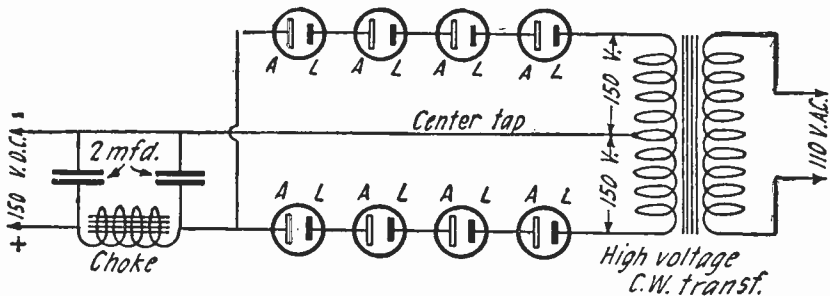 A L A L A L A L
150 V.
Center tap
150 V. D.C.
2 mfd.
110 V.A.C.
A L A L A L A L
150 V.
+
Choke
High voltage
C.W. transf.